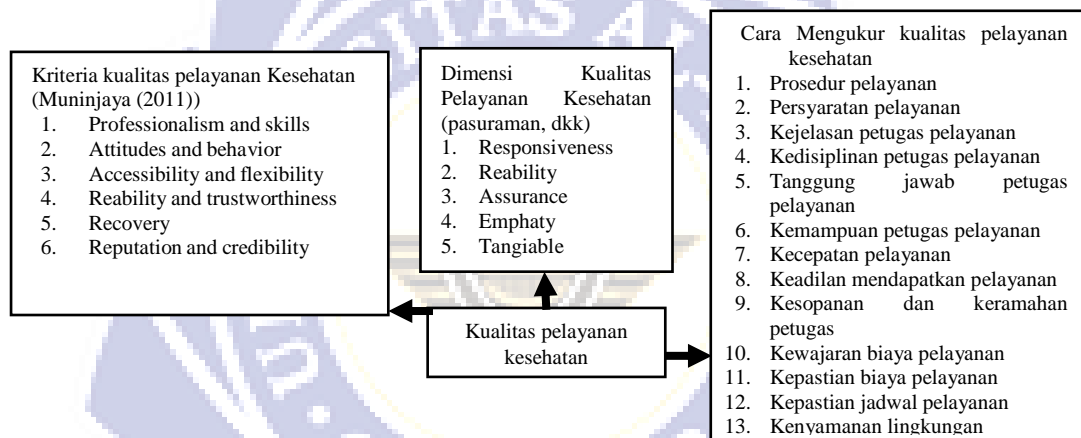 Kriteria kualitas pelayanan Kesehatan
(Muninjaya (2011))
1. Professionalism and skills
2. Attitudes and behavior
3. Accessibility and flexibility
4. Reability and trustworthiness
5. Recovery
6. Reputation and credibility
Dimensi Kualitas
Pelayanan Kesehatan
(pasuraman, dkk)
1. Responsiveness
2. Reability
3. Assurance
4. Emphaty
5. Tangiable
Kualitas pelayanan
kesehatan
Cara Mengukur kualitas pelayanan
kesehatan
1. Prosedur pelayanan
2. Persyaratan pelayanan
3. Kejelasan petugas pelayanan
4. Kedisiplinan petugas pelayanan
5. Tanggung jawab petugas
pelayanan
6. Kemampuan petugas pelayanan
7. Kecepatan pelayanan
8. Keadilan mendapatkan pelayanan
9. Kesopanan dan keramahan
petugas
10. Kewajaran biaya pelayanan
11. Kepastian biaya pelayanan
12. Kepastian jadwal pelayanan
13. Kenyamanan lingkungan